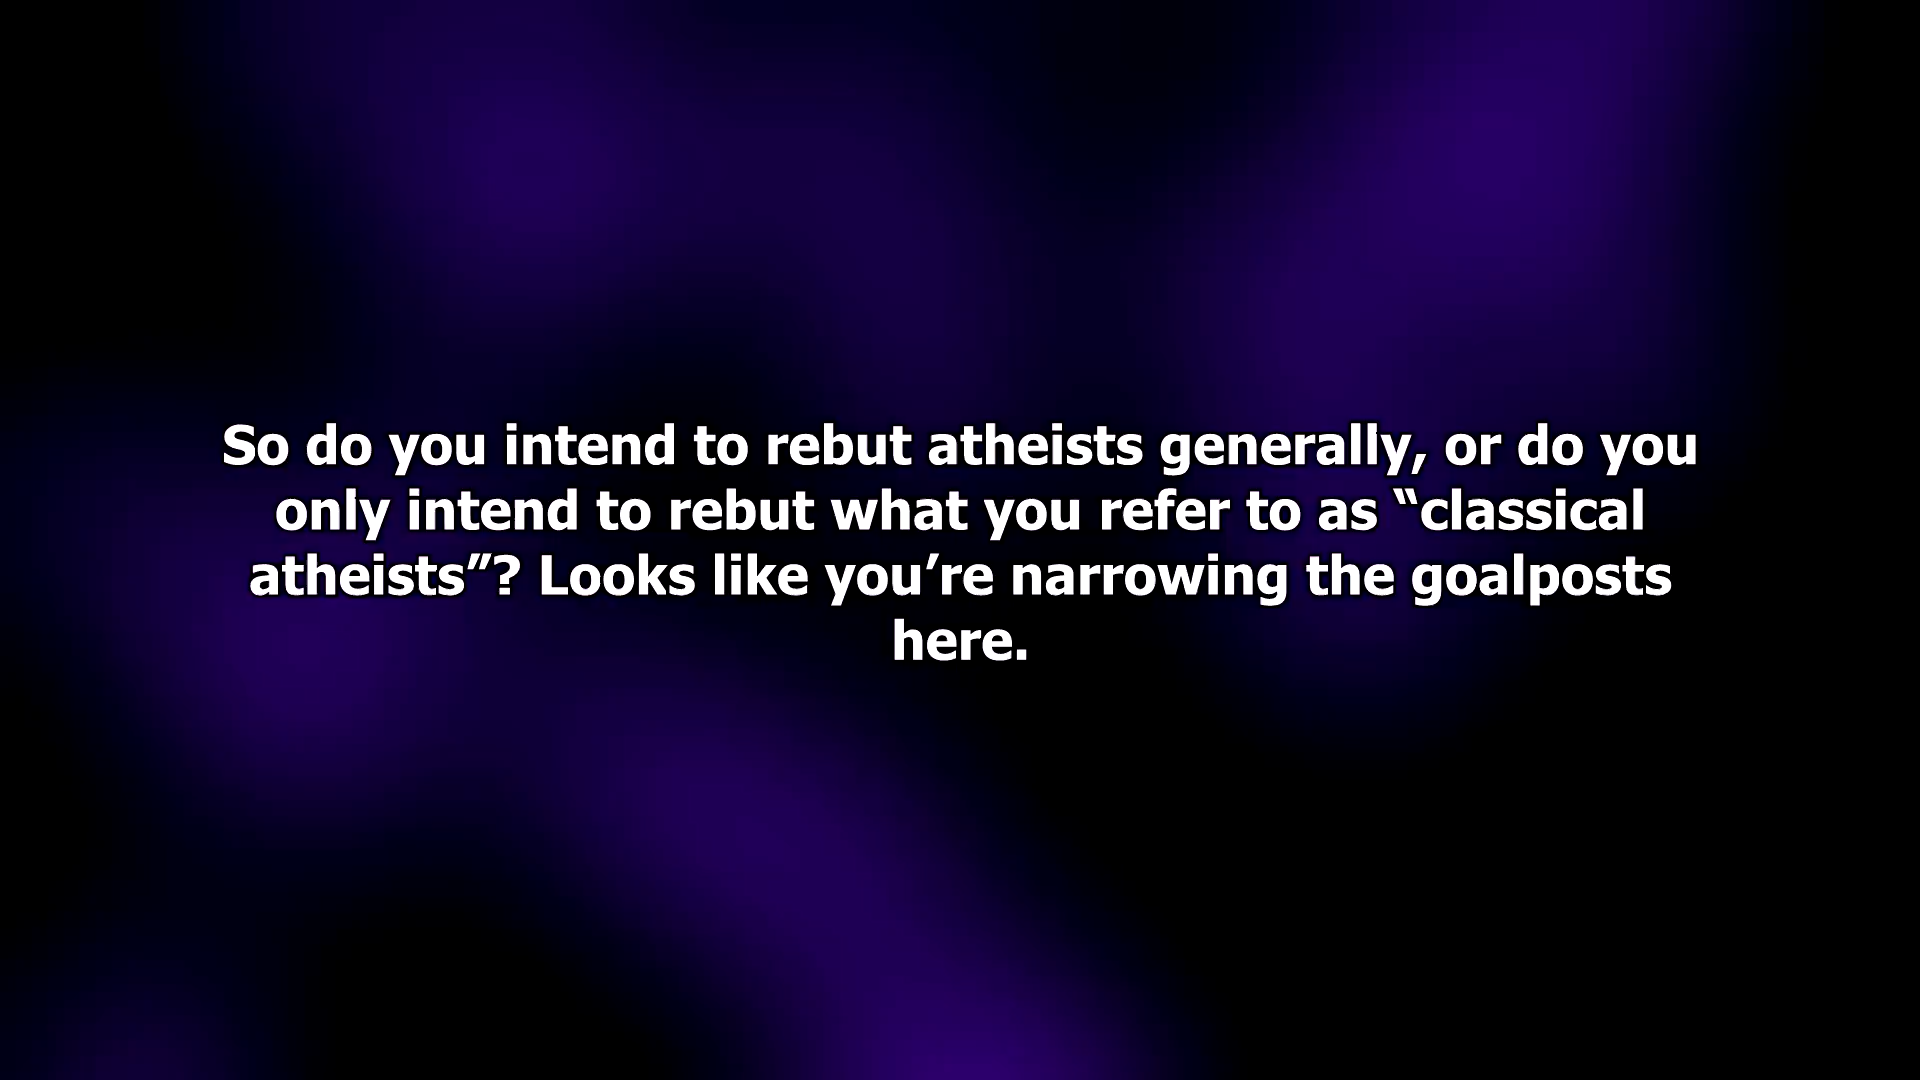 So do you intend to rebut atheists generally, or do you
only intend to rebut what you refer to as “classical
atheists”? Looks like you’re narrowing the goalposts
here.